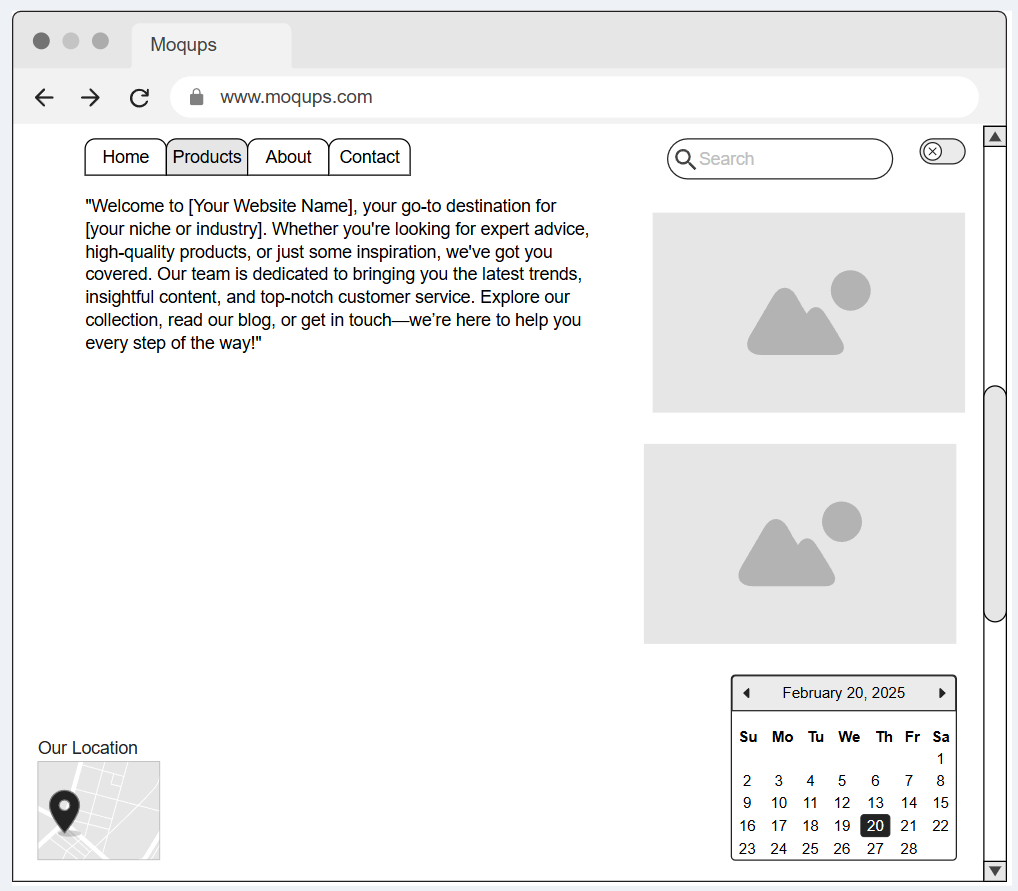 Moqups
www.moqups.com
Home Products About Contact
Search
"Welcome to [Your Website Name], your go-to destination for
[your niche or industry]. Whether you're looking for expert advice,
high-quality products, or just some inspiration, we've got you
covered. Our team is dedicated to bringing you the latest trends,
insightful content, and top-notch customer service. Explore our
collection, read our blog, or get in touch—we’re here to help you
every step of the way!"
Our Location
February 20, 2025
Su Mo Tu We Th Fr Sa
1
2 3 4 5 6 7 8
9 10 11 12 13 14 15
16 17 18 19 20 21 22
23 24 25 26 27 28